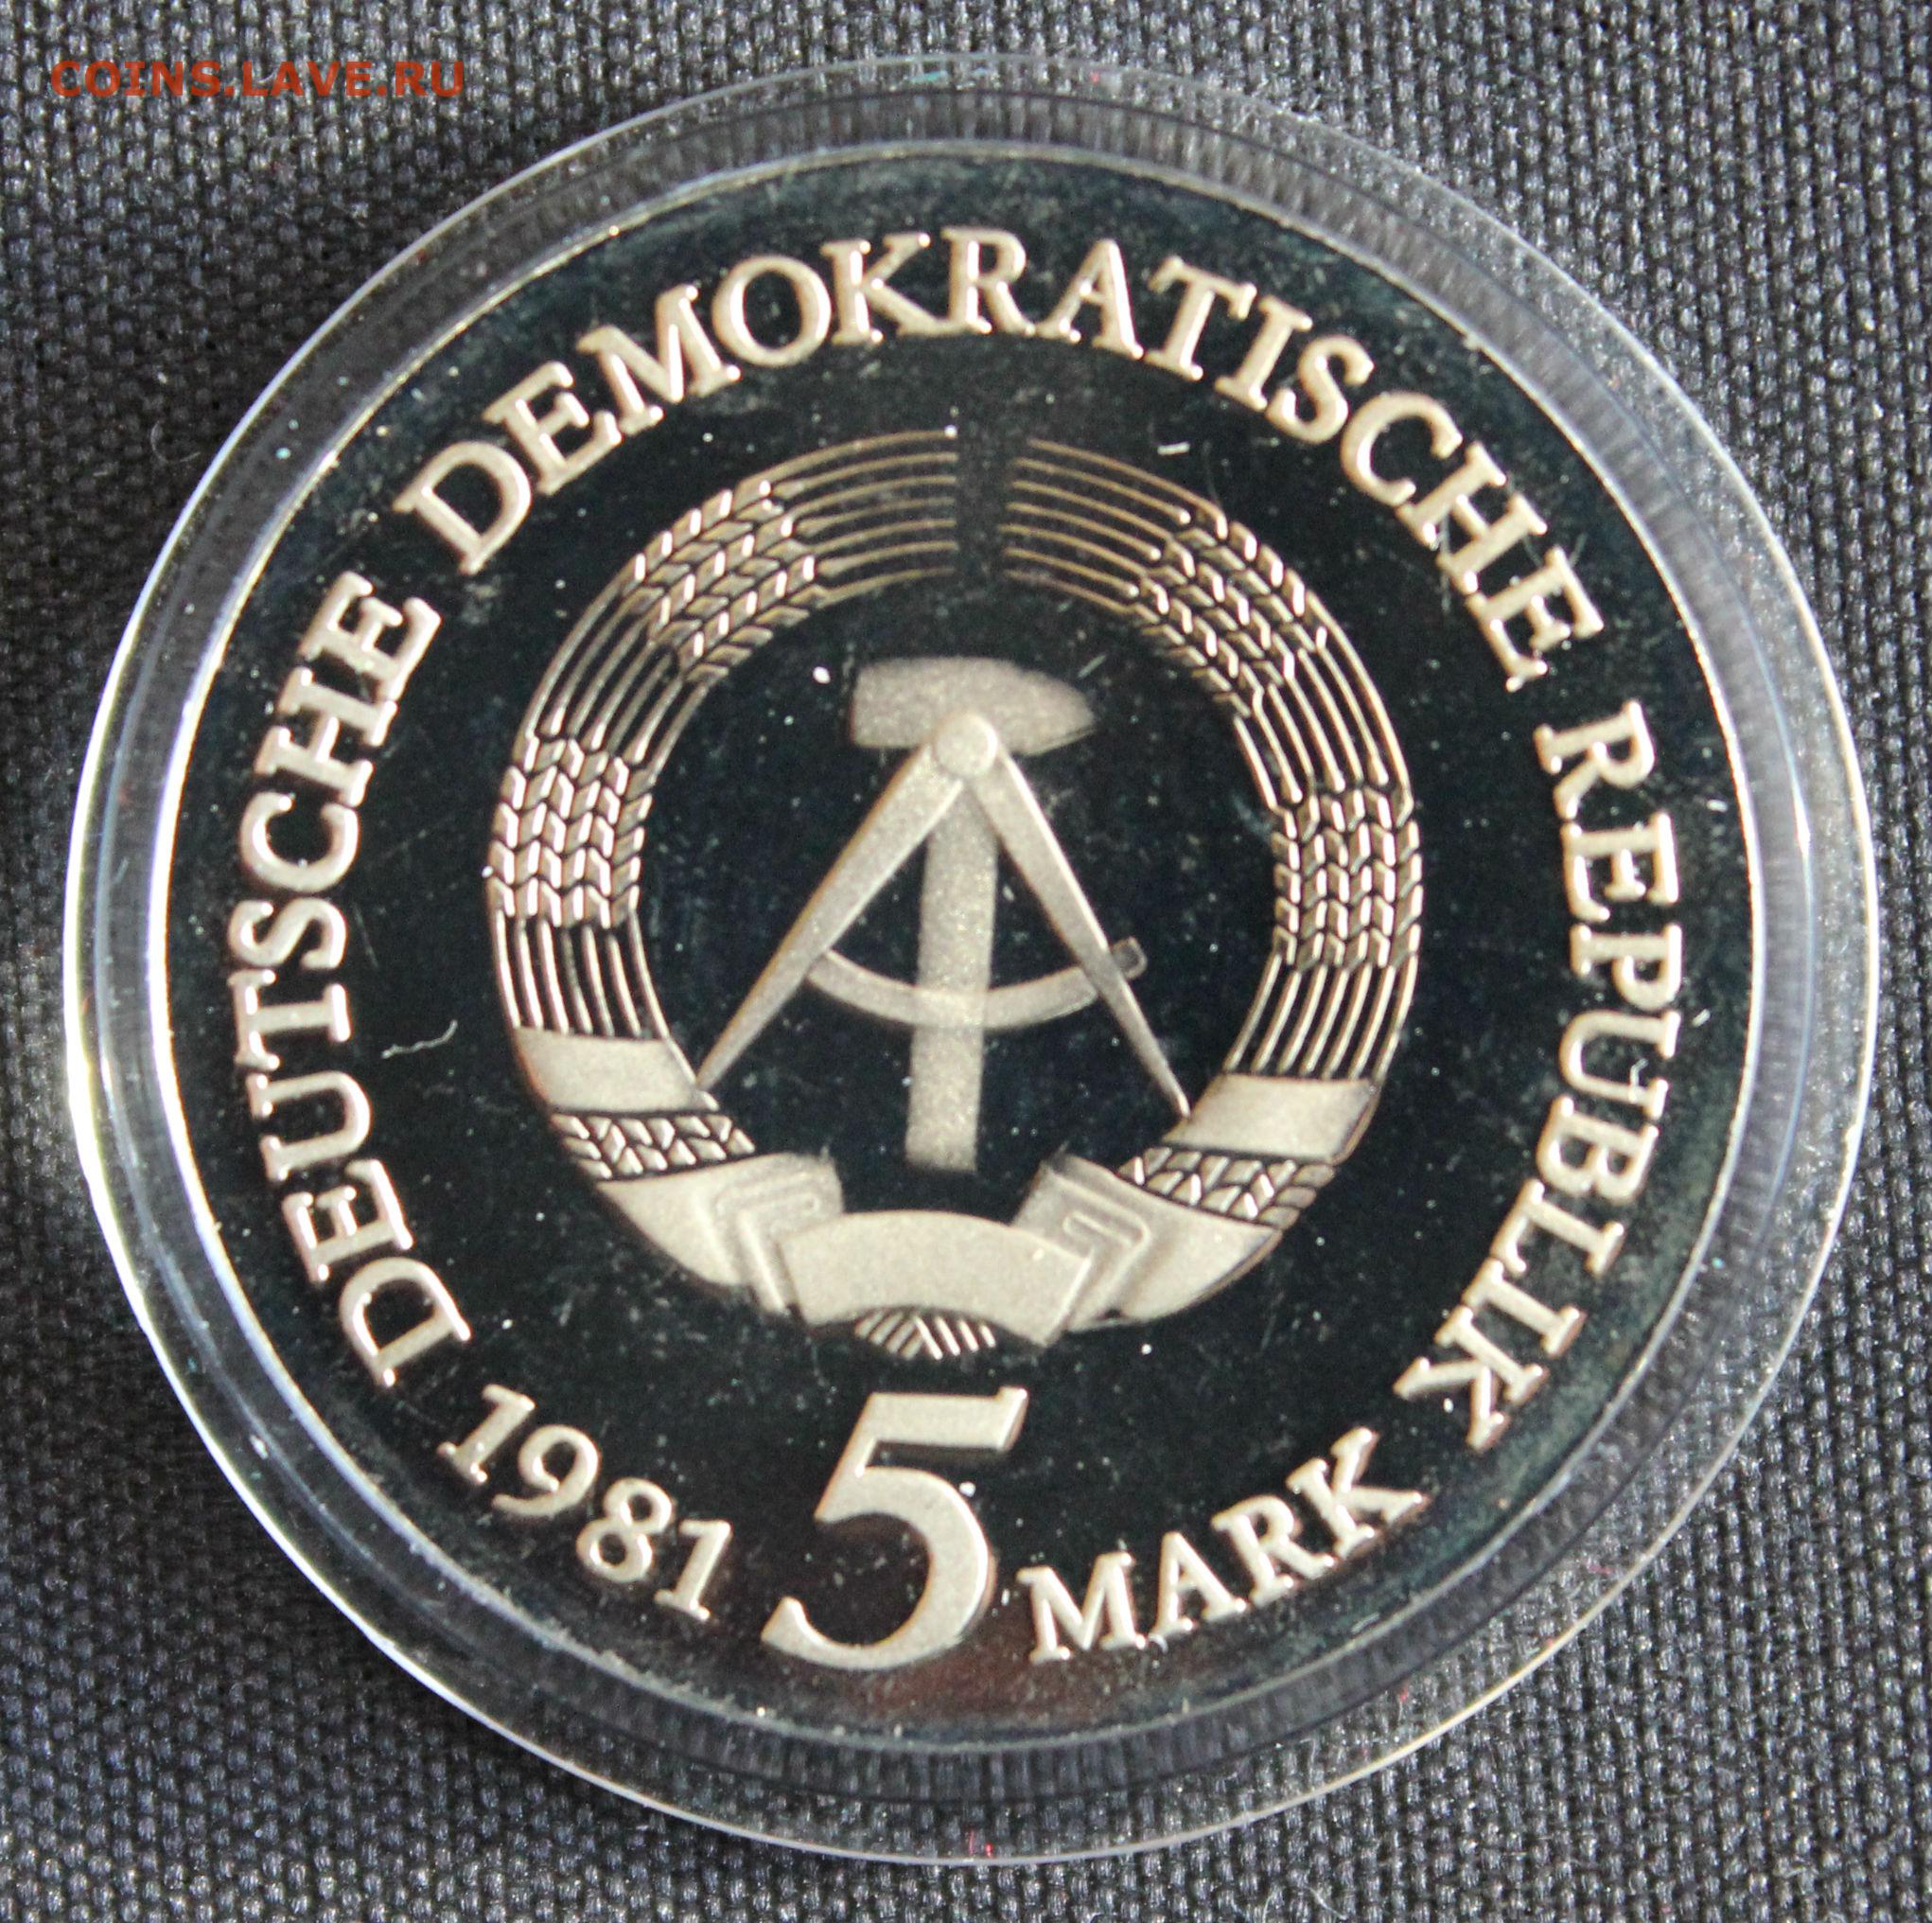 COINS.LAVE.RU
DEUTSCHE DEMOKRATISCHE REPUBLIK
1981 5 MARK